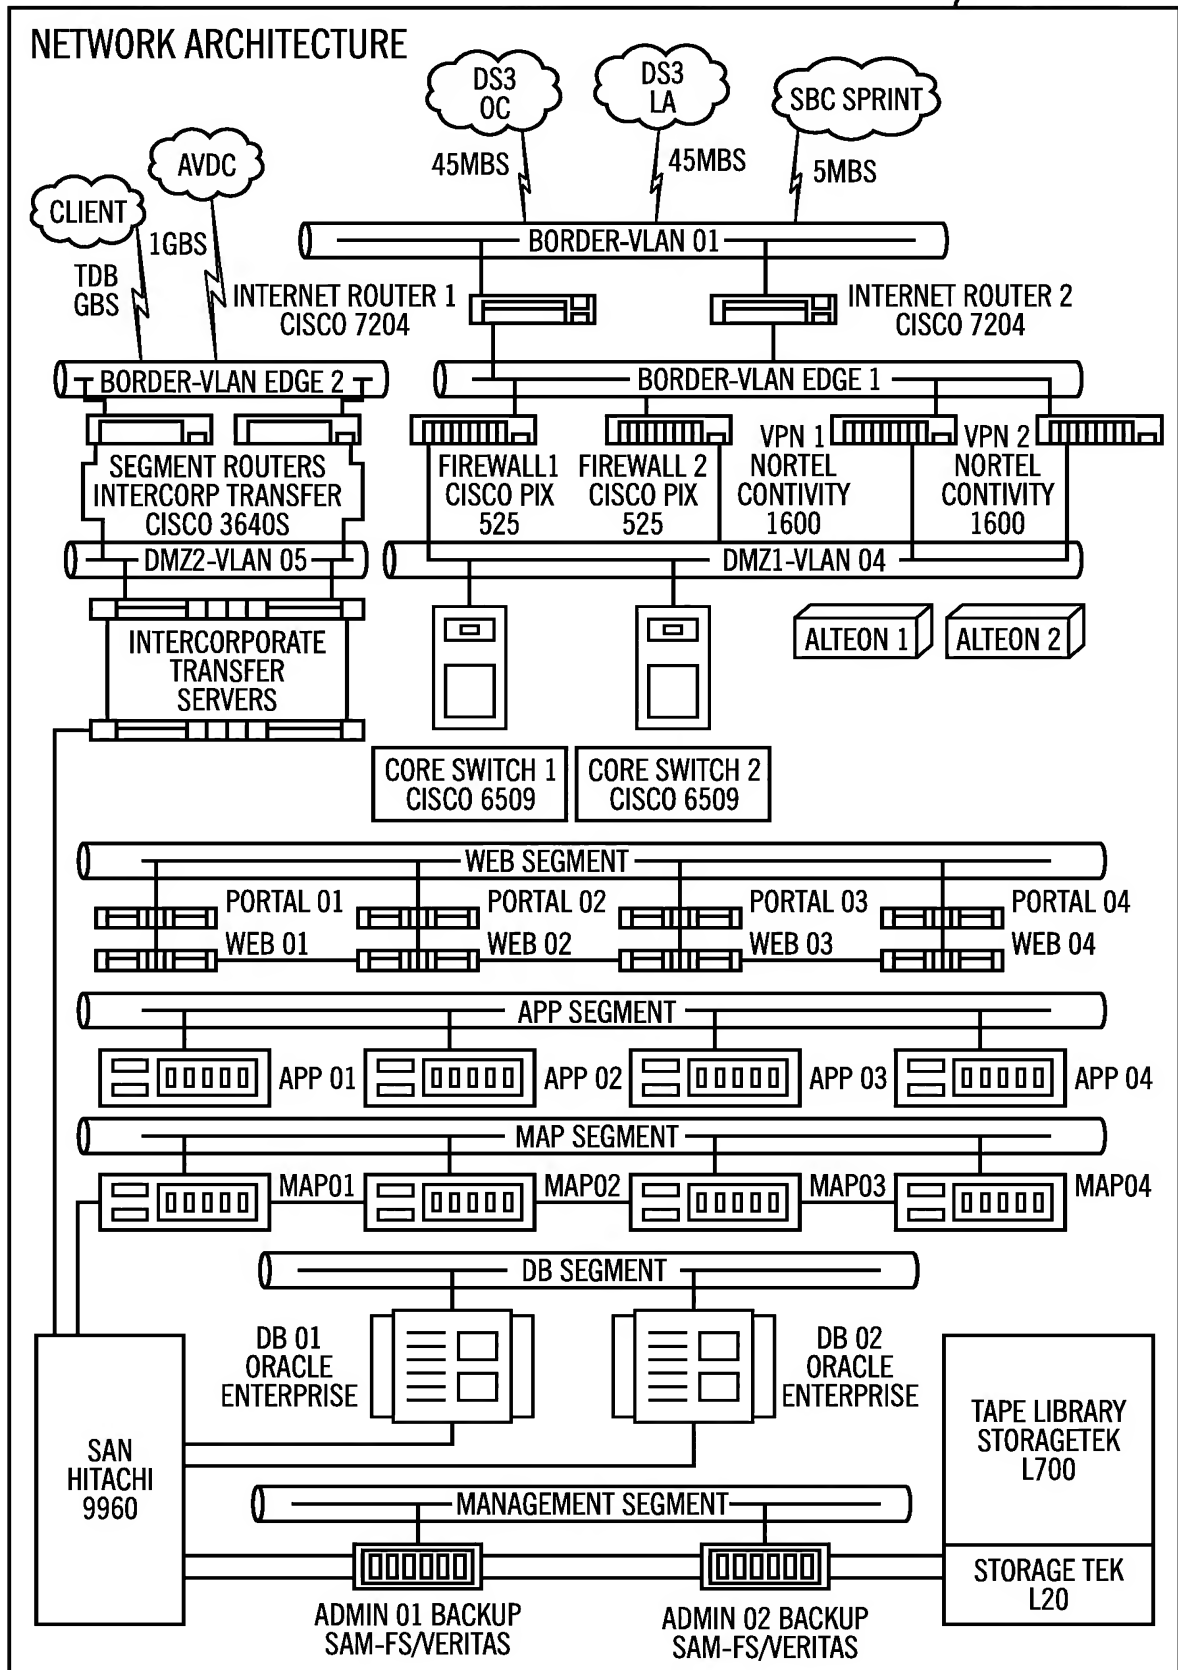 NETWORK ARCHITECTURE
DS3
OC
DS3
LA
SBC SPRINT
AVDC
CLIENT
45MBS
45MBS
5MBS
1GBS
TDB
GBS
BORDER-VLAN 01
INTERNET ROUTER 1
CISCO 7204
INTERNET ROUTER 2
CISCO 7204
BORDER-VLAN EDGE 2
BORDER-VLAN EDGE 1
SEGMENT ROUTERS
INTERCORP TRANSFER
CISCO 3640S
FIREWALL1
CISCO PIX
525
FIREWALL 2
CISCO PIX
525
VPN 1
NORTEL
CONTIVITY
1600
VPN 2
NORTEL
CONTIVITY
1600
DMZ2-VLAN 05
DMZ1-VLAN 04
INTERCORPORATE
TRANSFER
SERVERS
ALTEON 1
ALTEON 2
CORE SWITCH 1
CISCO 6509
CORE SWITCH 2
CISCO 6509
WEB SEGMENT
PORTAL 01
PORTAL 02
PORTAL 03
PORTAL 04
WEB 01
WEB 02
WEB 03
WEB 04
APP SEGMENT
APP 01
APP 02
APP 03
APP 04
MAP SEGMENT
MAP01
MAP02
MAP03
MAP04
DB SEGMENT
DB 01
ORACLE
ENTERPRISE
DB 02
ORACLE
ENTERPRISE
SAN
HITACHI
9960
TAPE LIBRARY
STORAGETEK
L700
MANAGEMENT SEGMENT
STORAGE TEK
L20
ADMIN 01 BACKUP
SAM-FS/VERITAS
ADMIN 02 BACKUP
SAM-FS/VERITAS